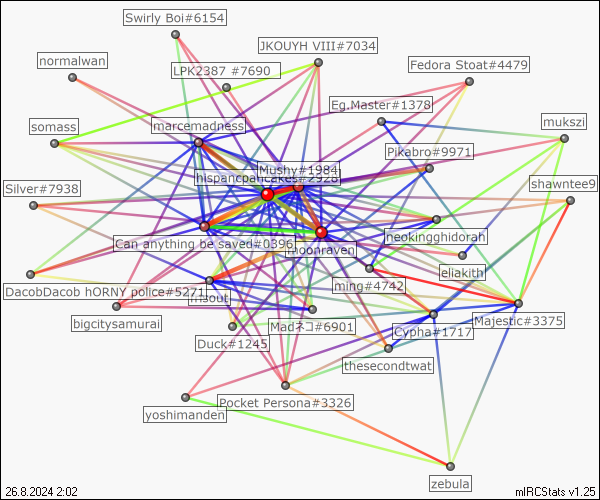 Swirly Boi#6154
JKOUYH VIII#7034
normalwan
LPK2387 #7690
Fedora Stoat#4479
Eg.Master#1378
mukszi
somass
marcemadness
Pikabro#9971
Mushy#1984
hispancpancakes#2928
Silver#7938
shawntee9
neokingghidorah
Can anything be saved#0396
moonraven
eliakith
DacobDacob hORNY police#5271
ming#4742
bigcitysamurai
Madネコ#6901
Majestic#3375
Cypha#1717
Duck#1245
thesecondtwat
Pocket Persona#3326
yoshimanden
zebula
26.8.2024 2:02
mIRCStats v1.25